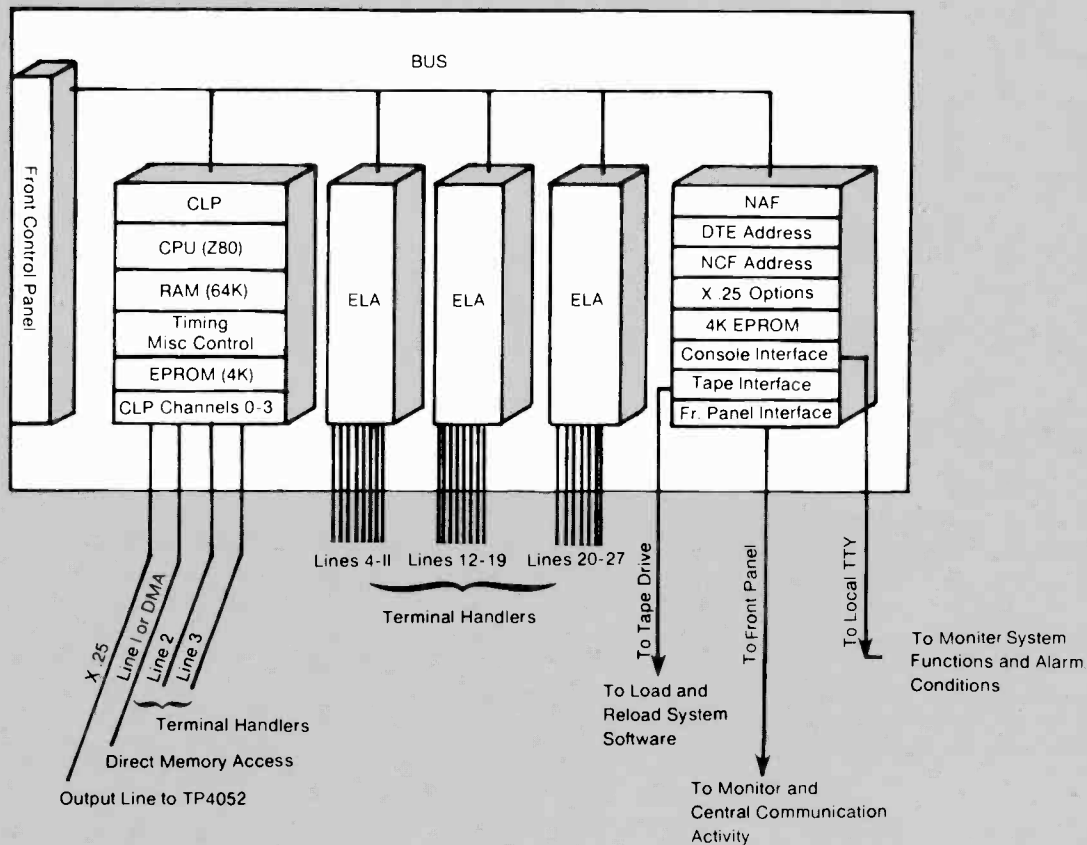 BUS
Front Control Panel
CLP
CPU (Z80)
RAM (64K)
Timing
Misc Control
EPROM (4K)
CLP Channels 0-3
ELA
ELA
ELA
NAF
DTE Address
NCF Address
X .25 Options
4K EPROM
Console Interface
Tape Interface
Fr. Panel Interface
Lines 4-II
Lines 12-19
Lines 20-27
Terminal Handlers
X .25
Line I or DMA
Line 2
Line 3
Terminal Handlers
Direct Memory Access
Output Line to TP4052
To Tape Drive
To Front Panel
To Local TTY
To Load and
Reload System
Software
To Monitor and
Central Communication
Activity
To Moniter System
Functions and Alarm
Conditions